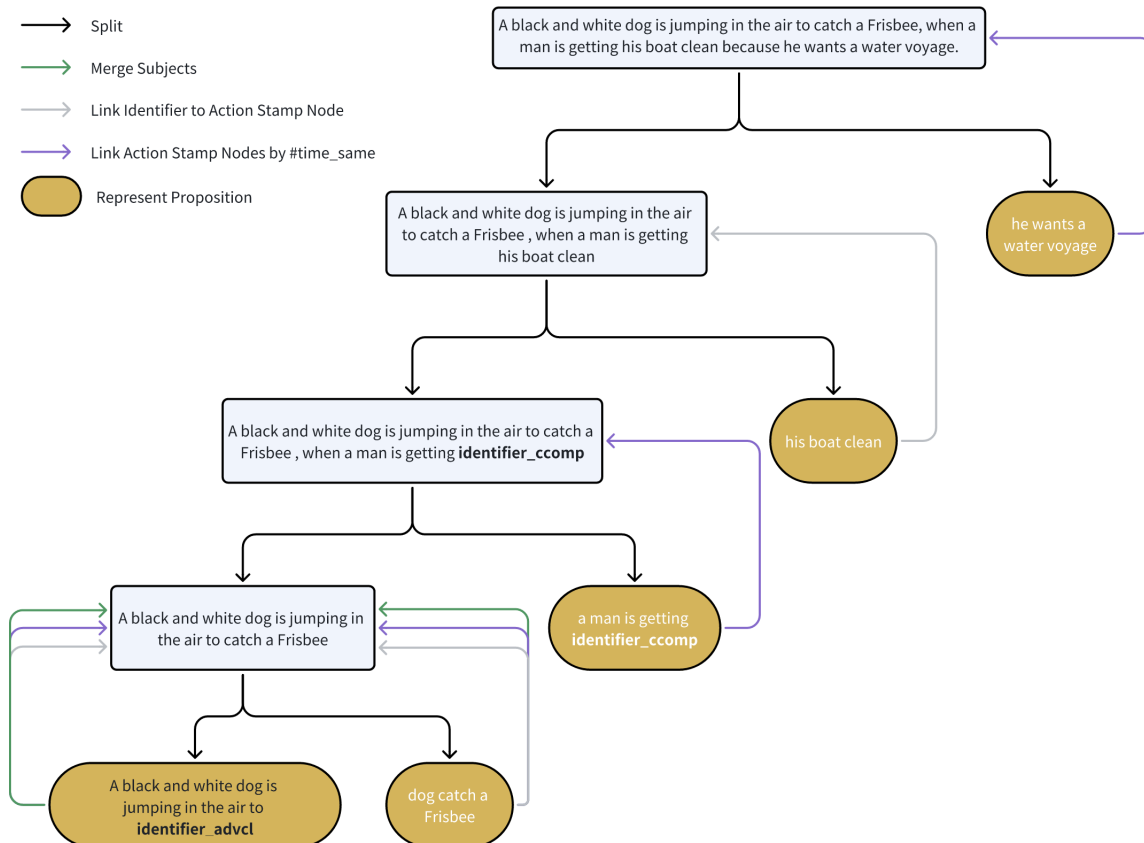 Split
Merge Subjects
Link Identifier to Action Stamp Node
Link Action Stamp Nodes by #time_same
Represent Proposition
A black and white dog is jumping in the air to catch a Frisbee, when a
man is getting his boat clean because he wants a water voyage.
A black and white dog is jumping in the air
to catch a Frisbee , when a man is getting
his boat clean
he wants a
water voyage
A black and white dog is jumping in the air to catch a
Frisbee , when a man is getting identifier_ccomp
his boat clean
A black and white dog is jumping in
the air to catch a Frisbee
a man is getting
identifier_ccomp
A black and white dog is
jumping in the air to
identifier_advcl
dog catch a
Frisbee